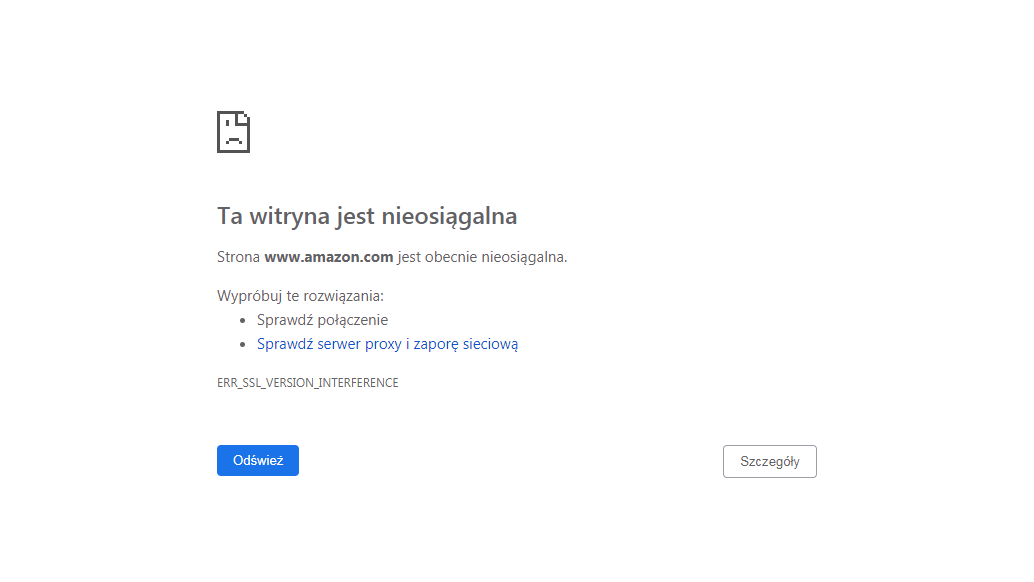 Ta witryna jest nieosiągalna
Strona www.amazon.com jest obecnie nieosiągalna.
Wypróbuj te rozwiązania:
Sprawdź połączenie
Sprawdź serwer proxy i zaporę sieciową
ERR_SSL_VERSION_INTERFERENCE
Odśwież
Szczegóły